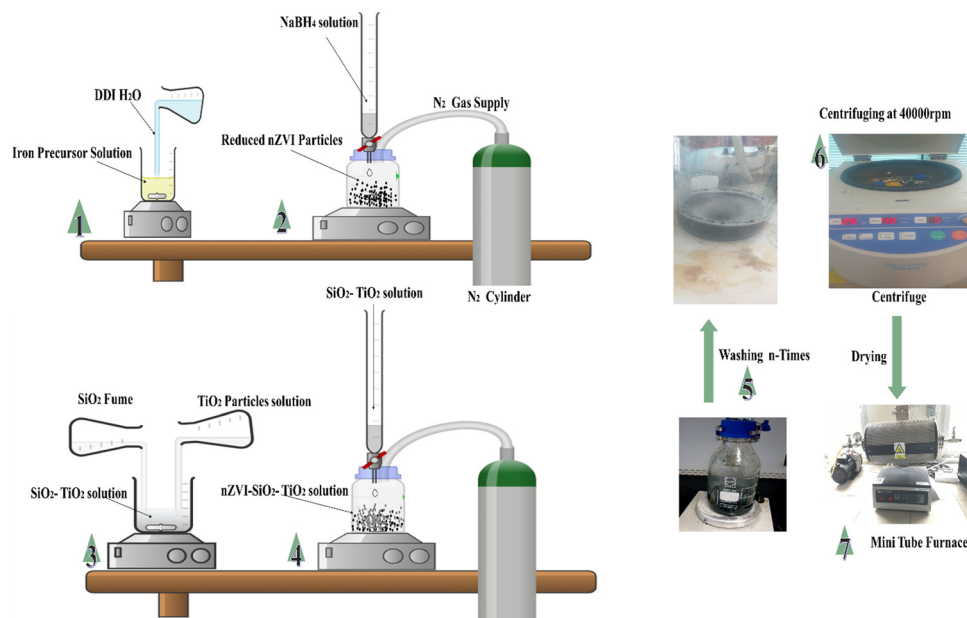 NaBH4 solution
DDI H2O
N2 Gas Supply
Iron Precursor Solution
Reduced nZVI Particles
1
2
N2 Cylinder
SiO2- TiO2 solution
SiO2 Fume
TiO2 Particles solution
SiO2- TiO2 solution
nZVI-SiO2- TiO2 solution
3
4
Washing n-Times
5
Centrifuging at 40000rpm
6
Centrifuge
Drying
7
Mini Tube Furnace